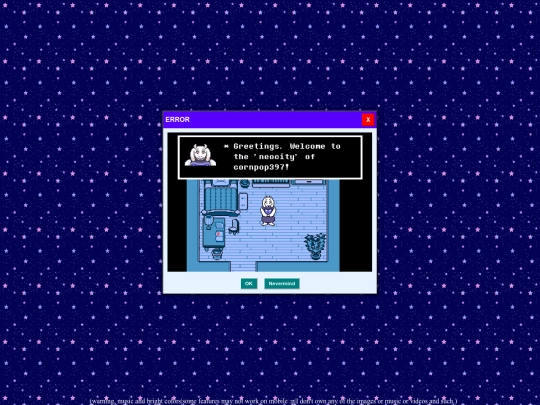 ERROR
X
* Greetings. Welcome to
the 'neocity' of
cornpop397!
OK
Nevermind
(warning, music and bright colors(some features may not work on mobile :(i don't own any of the images or music or videos and such.)